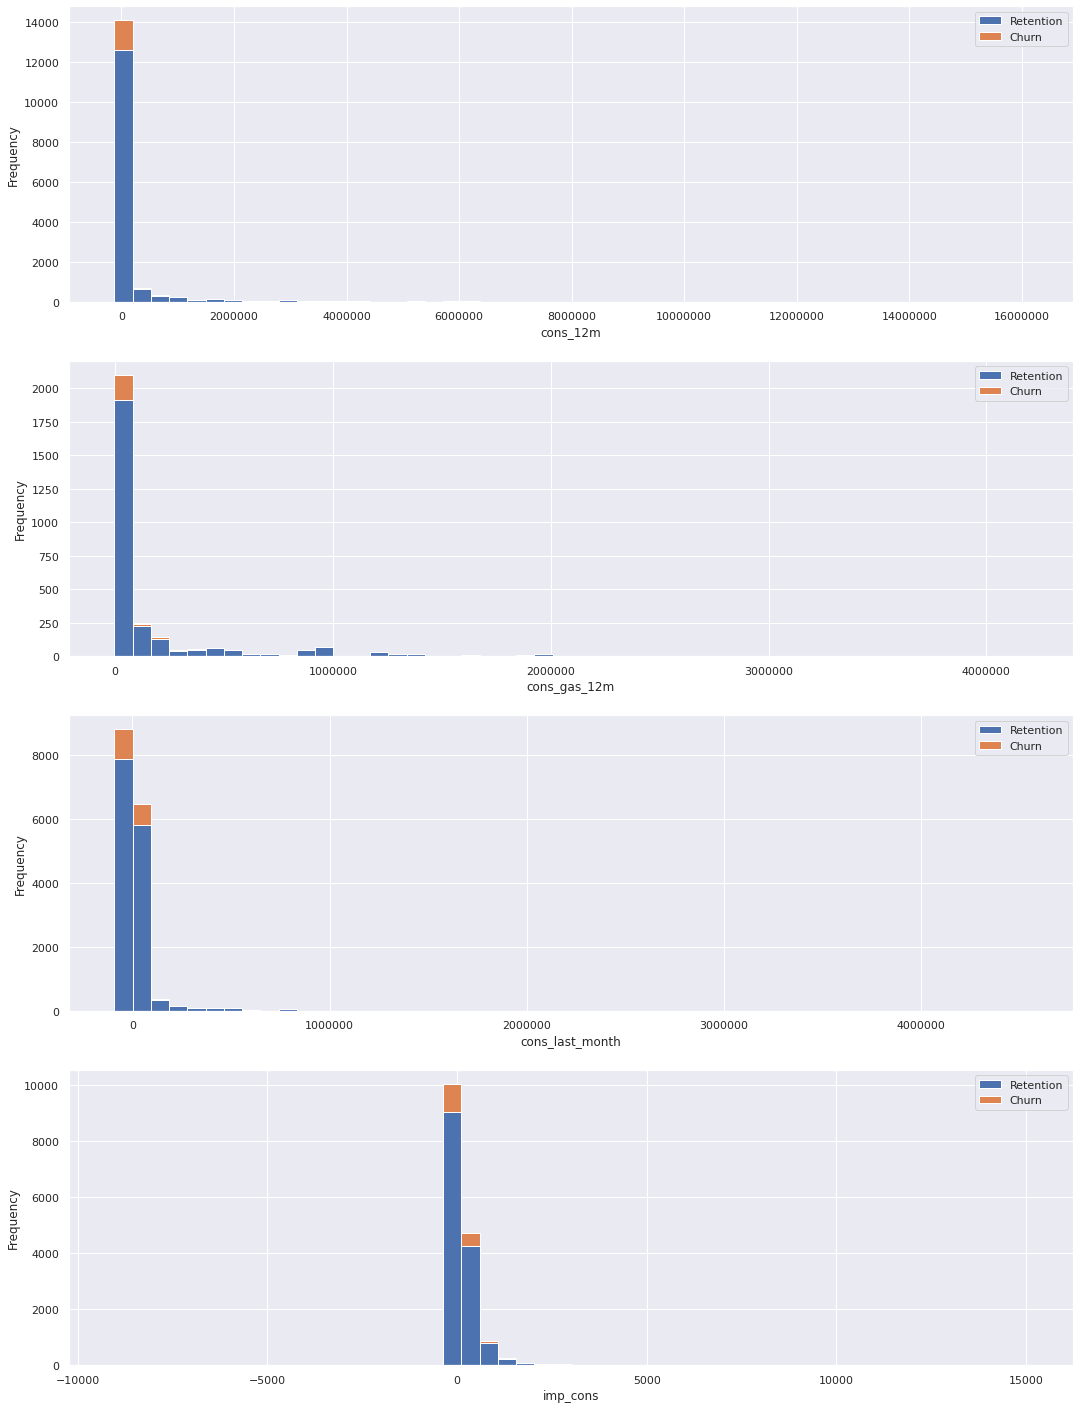 14000
12000
10000
8000
6000
4000
2000
0
Frequency
Retention
Churn
0 2000000 4000000 6000000 8000000 10000000 12000000 14000000 16000000
cons_12m
2000
1750
1500
1250
1000
750
500
250
0
Frequency
Retention
Churn
0 1000000 2000000 3000000 4000000
cons_gas_12m
8000
6000
4000
2000
0
Frequency
Retention
Churn
0 1000000 2000000 3000000 4000000
cons_last_month
10000
8000
6000
4000
2000
0
Frequency
Retention
Churn
−10000 −5000 0 5000 10000 15000
imp_cons